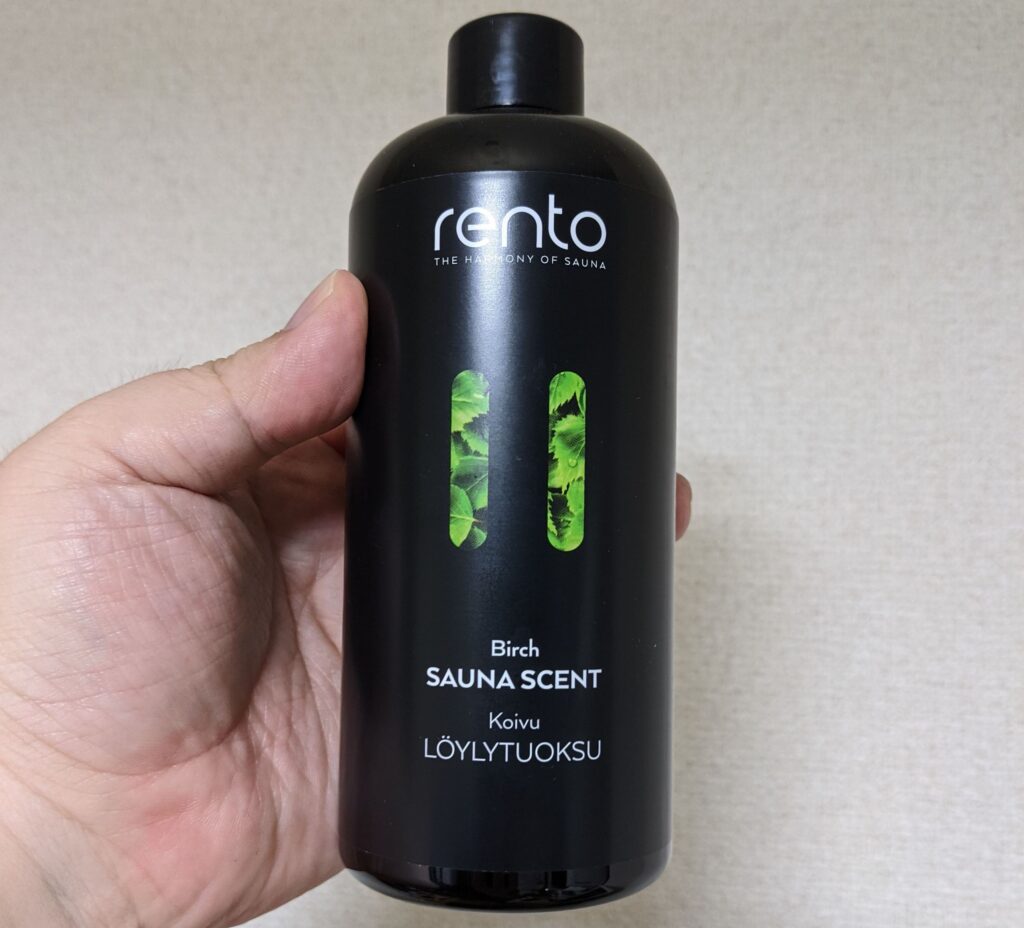 rento
THE HARMONY OF SAUNA
Birch
SAUNA SCENT
Koivu
LÖYLYTUOKSU